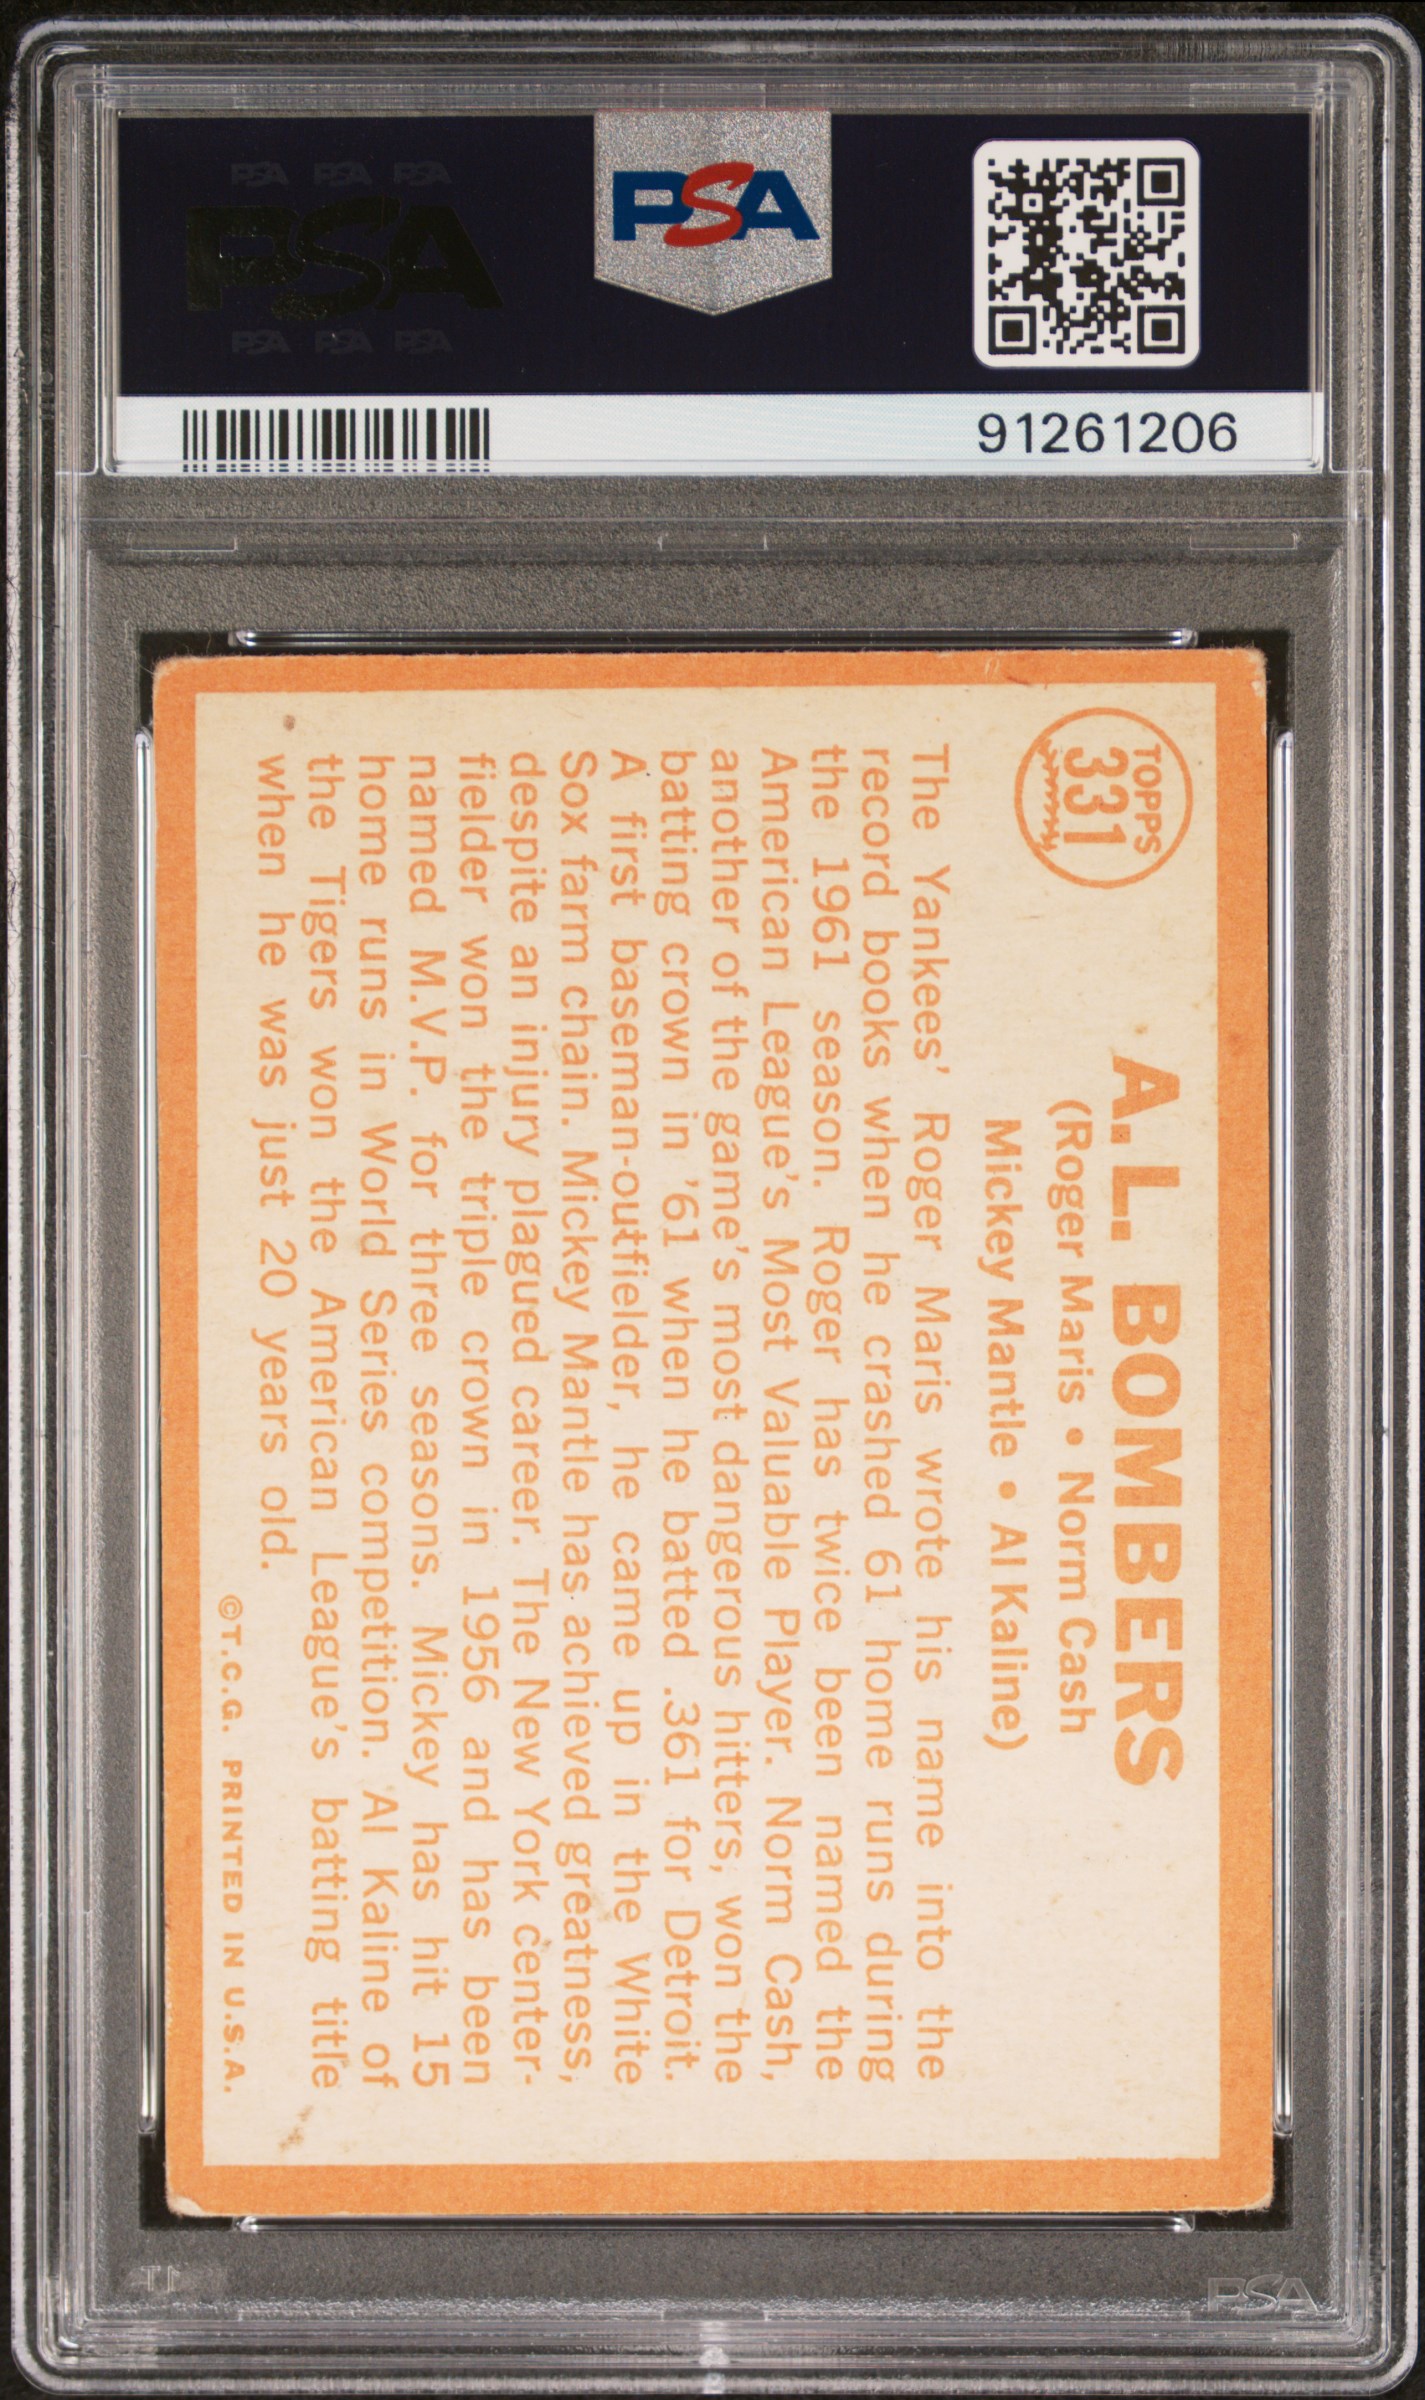 PSA PSA PSA
PSA
PSA PSA PSA
PSA
91261206
TOPPS
331
A. L. BOMBERS
(Roger Maris • Norm Cash
Mickey Mantle • Al Kaline)
The Yankees' Roger Maris wrote his name into the
record books when he crashed 61 home runs during
the 1961 season. Roger has twice been named the
American League's Most Valuable Player. Norm Cash,
another of the game's most dangerous hitters, won the
batting crown in '61 when he batted .361 for Detroit.
A first baseman-outfielder, he came up in the White
Sox farm chain. Mickey Mantle has achieved greatness,
despite an injury plagued career. The New York center-
fielder won the triple crown in 1956 and has been
named M.V.P. for three seasons. Mickey has hit 15
home runs in World Series competition. Al Kaline of
the Tigers won the American League's batting title
when he was just 20 years old.
©T.C.G. PRINTED IN U.S.A.
PSA